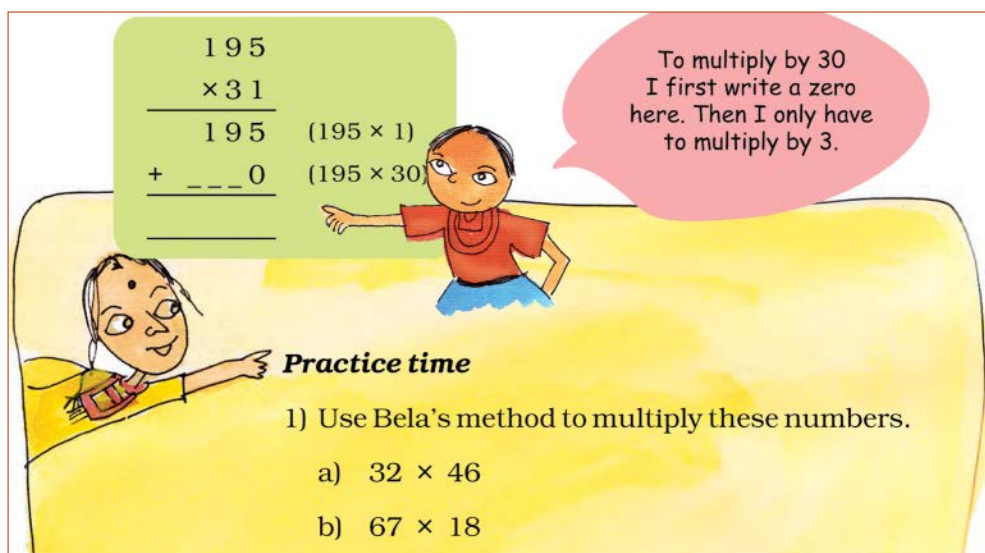 195
×31
195 (195 × 1)
+ _ _ _0 (195 × 30)
To multiply by 30
I first write a zero
here. Then I only have
to multiply by 3.
Practice time
1) Use Bela’s method to multiply these numbers.
a) 32 × 46
b) 67 × 18